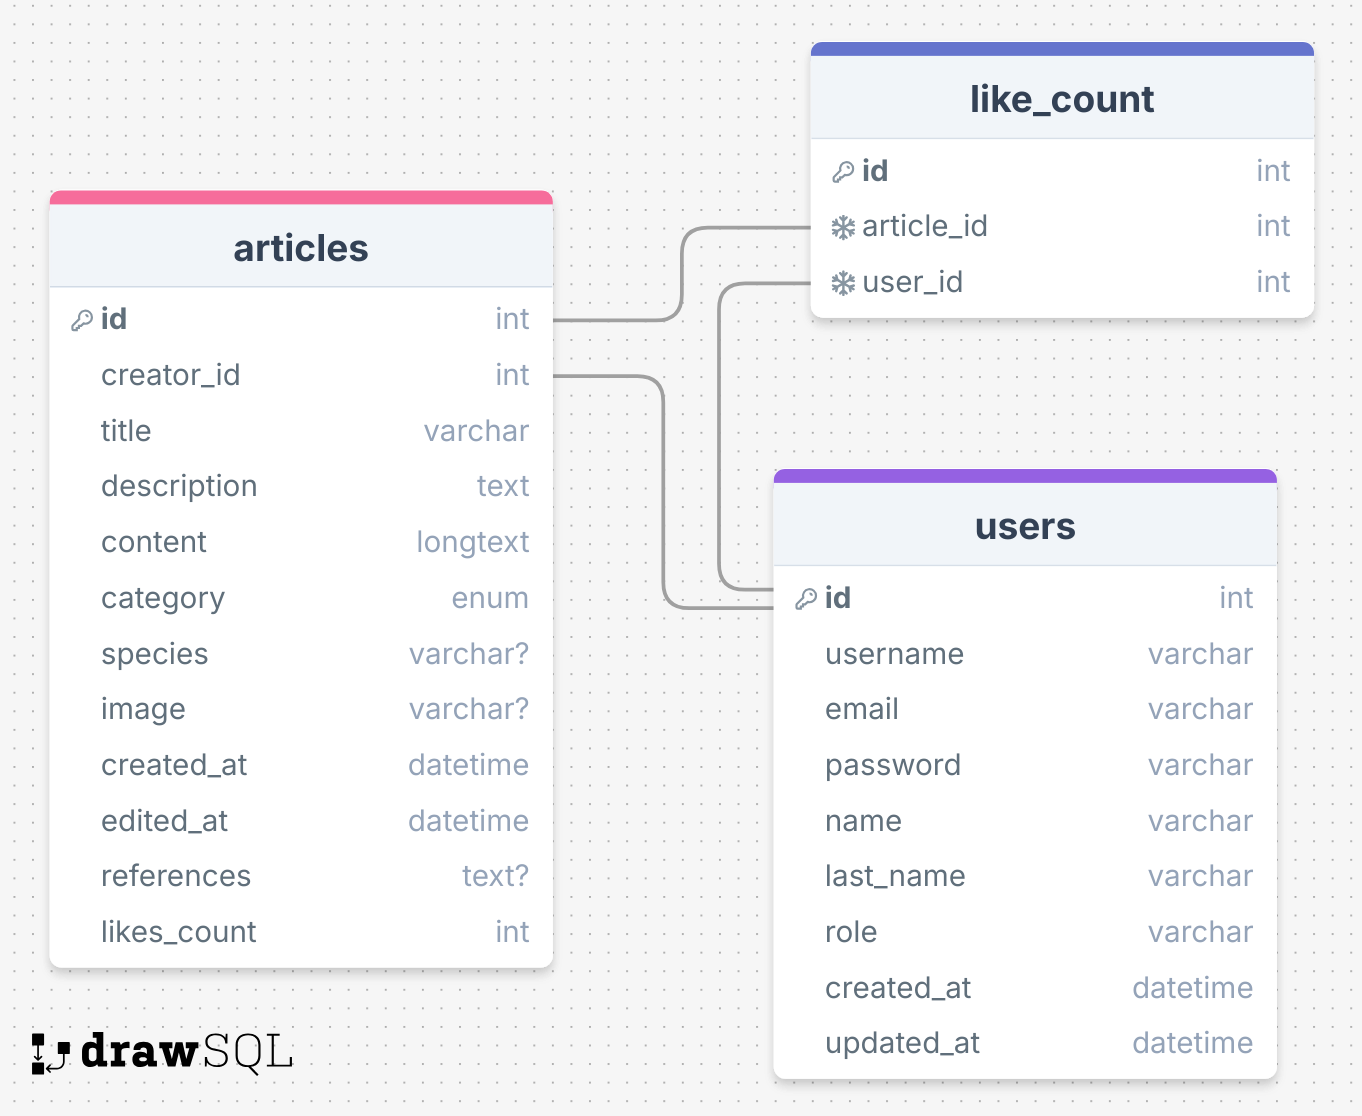 like_count
id int
article_id int
user_id int
articles
id int
creator_id int
title varchar
description text
content longtext
category enum
species varchar?
image varchar?
created_at datetime
edited_at datetime
references text?
likes_count int
users
id int
username varchar
email varchar
password varchar
name varchar
last_name varchar
role varchar
created_at datetime
updated_at datetime
drawSQL